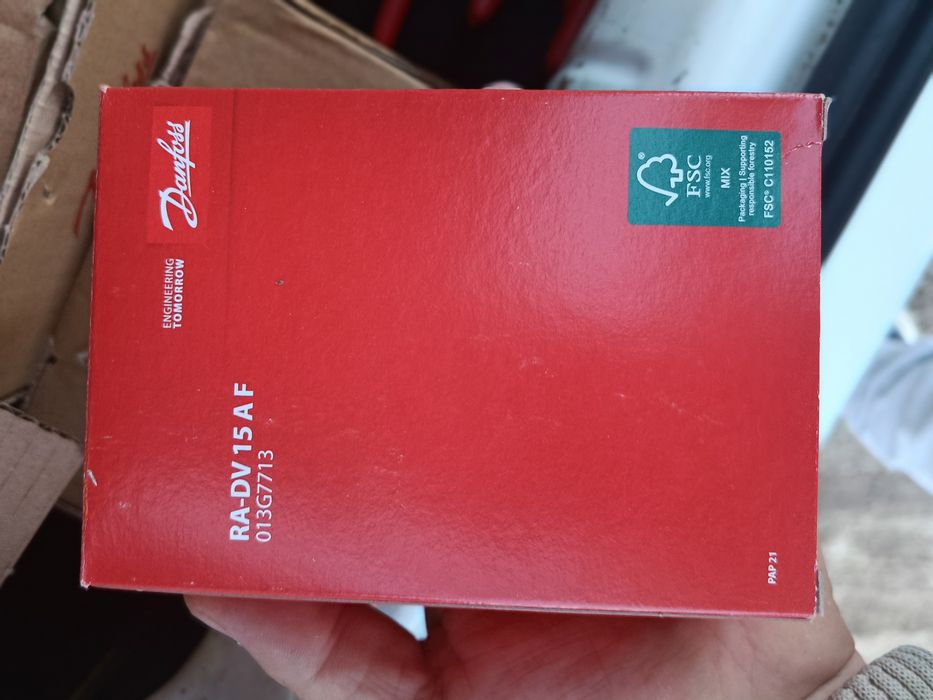 Danfoss
ENGINEERING
TOMORROW
RA-DV 15 A F
013G7713
®
FSC
www.fsc.org
MIX
Packaging | Supporting
responsible forestry
FSC® C110152
PAP 21